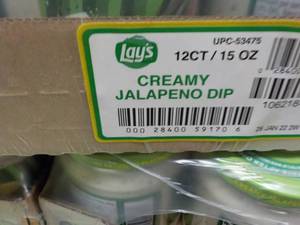 UPC-53475
Lay's
12CT / 15 OZ
CREAMY
JALAPENO DIP
000 28400 59170 6